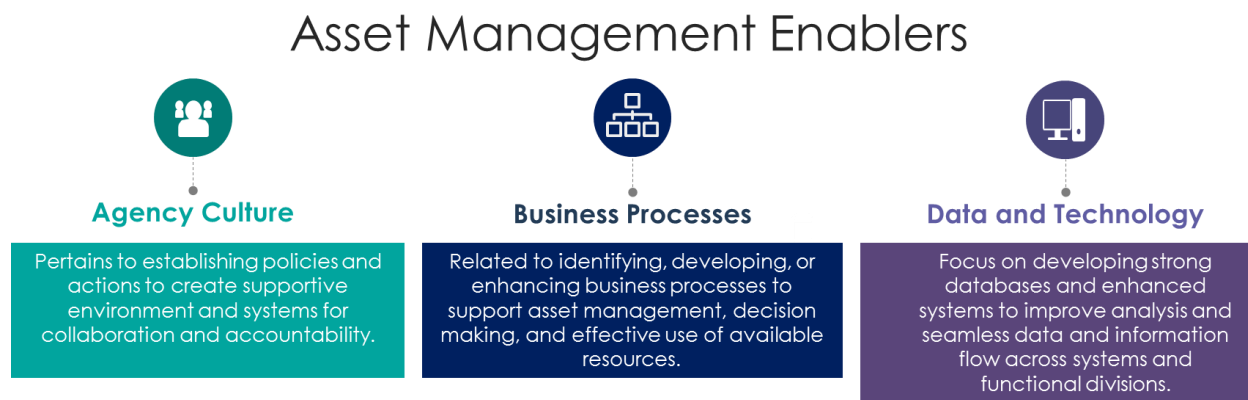 Asset Management Enablers
Agency Culture
Pertains to establishing policies and
actions to create supportive
environment and systems for
collaboration and accountability.
Business Processes
Related to identifying, developing, or
enhancing business processes to
support asset management, decision
making, and effective use of available
resources.
Data and Technology
Focus on developing strong
databases and enhanced
systems to improve analysis and
seamless data and information
flow across systems and
functional divisions.